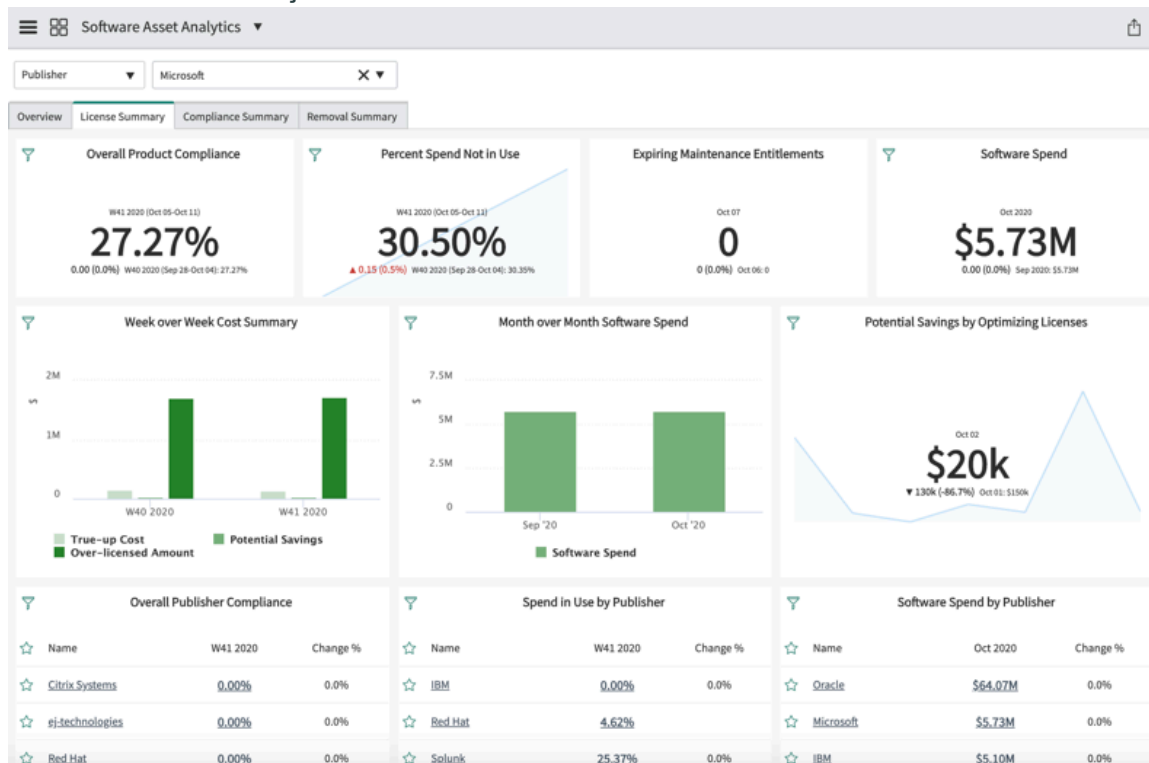 Software Asset Analytics ▼
Publisher ▼ Microsoft X ▼
Overview License Summary Compliance Summary Removal Summary
Overall Product Compliance
W41 2020 (Oct 05-Oct 11)
27.27%
0.00 (0.0%) W40 2020 (Sep 28-Oct 04): 27.27%
Percent Spend Not in Use
W41 2020 (Oct 05-Oct 11)
30.50%
▲ 0.15 (0.5%) W40 2020 (Sep 28-Oct 04): 30.35%
Expiring Maintenance Entitlements
Oct 07
0
0 (0.0%) Oct 06: 0
Software Spend
Oct 2020
$5.73M
0.00 (0.0%) Sep 2020: $5.73M
Week over Week Cost Summary
2M
$
1M
0
W40 2020 W41 2020
True-up Cost Potential Savings
Over-licensed Amount
Month over Month Software Spend
7.5M
$
5M
2.5M
0
Sep '20 Oct '20
Software Spend
Potential Savings by Optimizing Licenses
Oct 02
$20k
▼ 130k (-86.7%) Oct 01: $150k
Overall Publisher Compliance
Name W41 2020 Change %
Citrix Systems 0.00% 0.0%
ej-technologies 0.00% 0.0%
Red Hat 0.00% 0.0%
Spend in Use by Publisher
Name W41 2020 Change %
IBM 0.00% 0.0%
Red Hat 4.62%
Splunk 25.37% 0.0%
Software Spend by Publisher
Name Oct 2020 Change %
Oracle $64.07M 0.0%
Microsoft $5.73M 0.0%
IBM $5.10M 0.0%